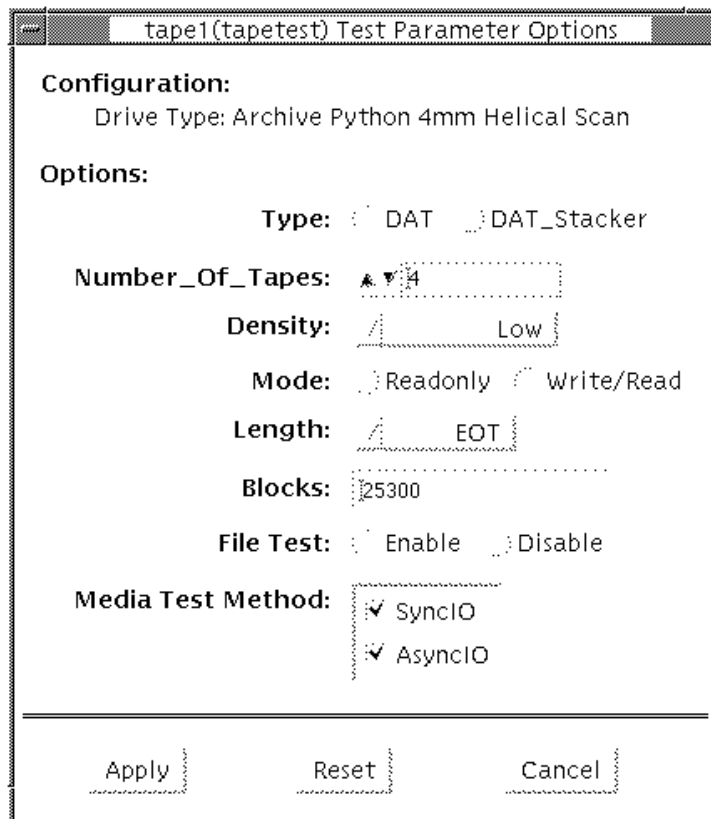 tape1(tapetest) Test Parameter Options
Configuration:
Drive Type: Archive Python 4mm Helical Scan
Options:
Type: DAT DAT_Stacker
Number_Of_Tapes: 4
Density: Low
Mode: Readonly Write/Read
Length: EOT
Blocks: 25300
File Test: Enable Disable
Media Test Method: SyncIO
AsyncIO
Apply Reset Cancel